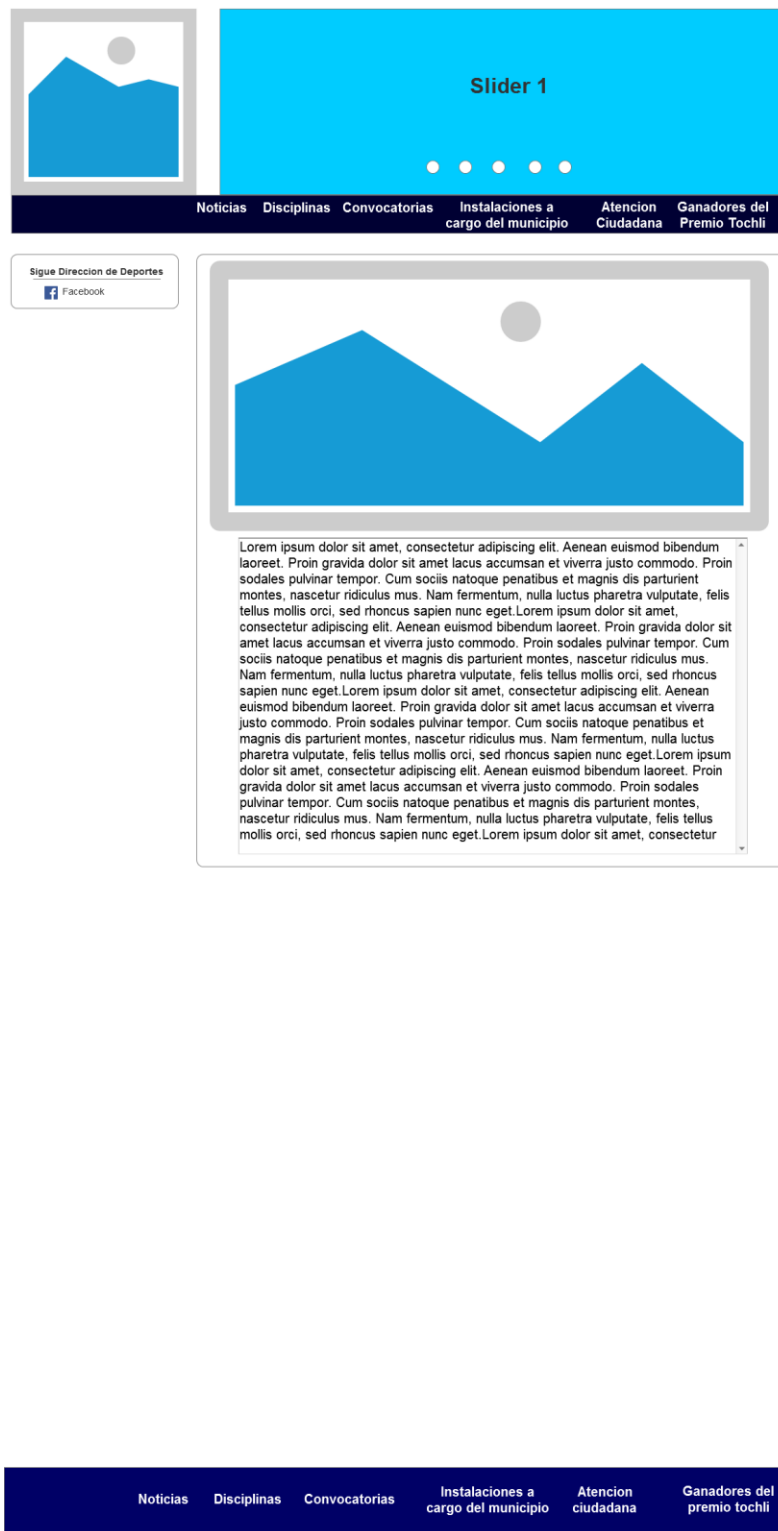 Slider 1
Noticias Disciplinas Convocatorias Instalaciones a cargo del municipio Atencion Ciudadana Ganadores del Premio Tochli
Sigue Direccion de Deportes
Facebook
Lorem ipsum dolor sit amet, consectetur adipiscing elit. Aenean euismod bibendum
laoreet. Proin gravida dolor sit amet lacus accumsan et viverra justo commodo. Proin
sodales pulvinar tempor. Cum sociis natoque penatibus et magnis dis parturient
montes, nascetur ridiculus mus. Nam fermentum, nulla luctus pharetra vulputate, felis
tellus mollis orci, sed rhoncus sapien nunc eget.Lorem ipsum dolor sit amet,
consectetur adipiscing elit. Aenean euismod bibendum laoreet. Proin gravida dolor sit
amet lacus accumsan et viverra justo commodo. Proin sodales pulvinar tempor. Cum
sociis natoque penatibus et magnis dis parturient montes, nascetur ridiculus mus.
Nam fermentum, nulla luctus pharetra vulputate, felis tellus mollis orci, sed rhoncus
sapien nunc eget.Lorem ipsum dolor sit amet, consectetur adipiscing elit. Aenean
euismod bibendum laoreet. Proin gravida dolor sit amet lacus accumsan et viverra
justo commodo. Proin sodales pulvinar tempor. Cum sociis natoque penatibus et
magnis dis parturient montes, nascetur ridiculus mus. Nam fermentum, nulla luctus
pharetra vulputate, felis tellus mollis orci, sed rhoncus sapien nunc eget.Lorem ipsum
dolor sit amet, consectetur adipiscing elit. Aenean euismod bibendum laoreet. Proin
gravida dolor sit amet lacus accumsan et viverra justo commodo. Proin sodales
pulvinar tempor. Cum sociis natoque penatibus et magnis dis parturient montes,
nascetur ridiculus mus. Nam fermentum, nulla luctus pharetra vulputate, felis tellus
mollis orci, sed rhoncus sapien nunc eget.Lorem ipsum dolor sit amet, consectetur
Noticias Disciplinas Convocatorias Instalaciones a cargo del municipio Atencion ciudadana Ganadores del premio tochli